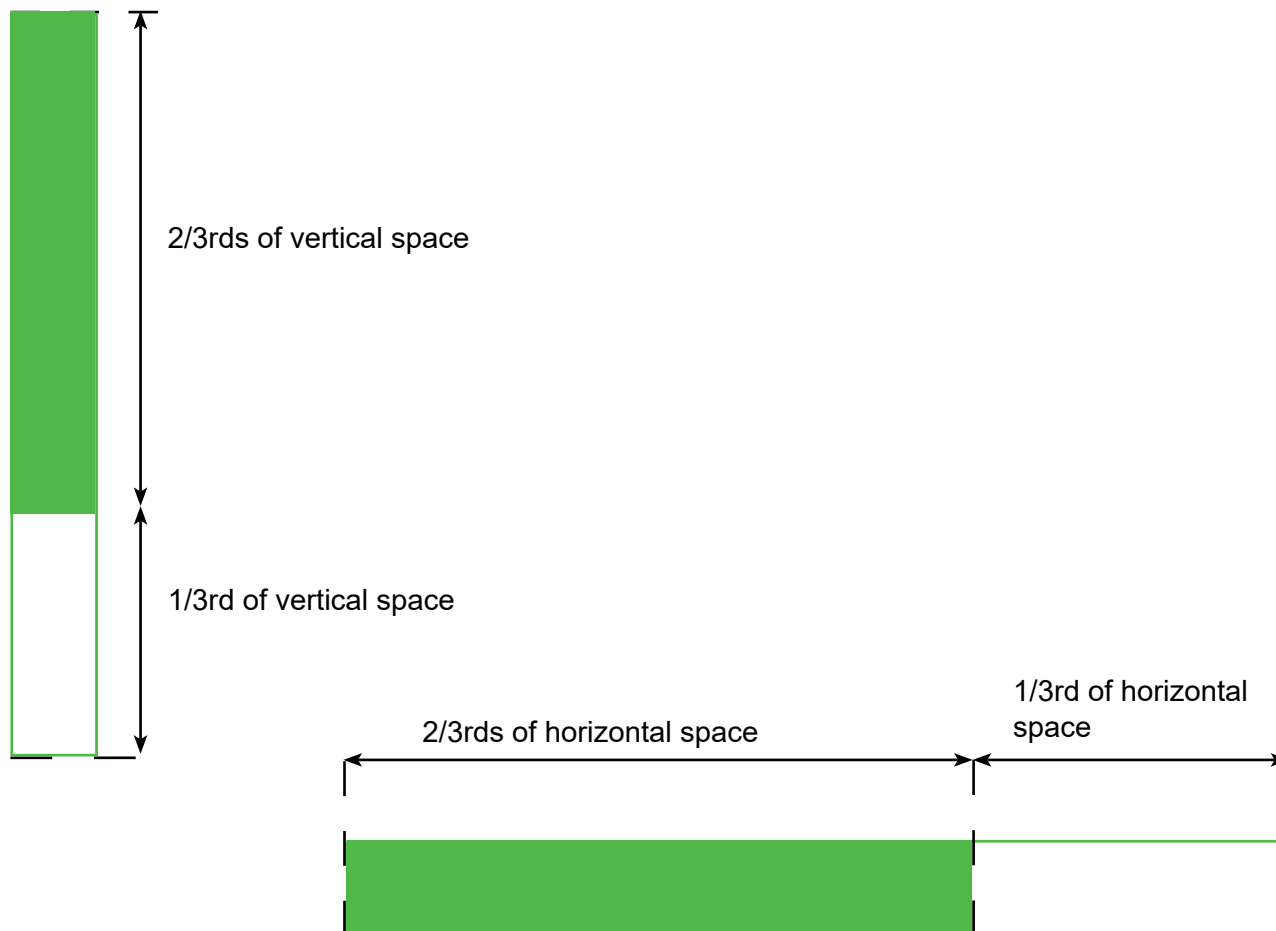 2/3rds of vertical space
1/3rd of vertical space
1/3rd of horizontal
space
2/3rds of horizontal space